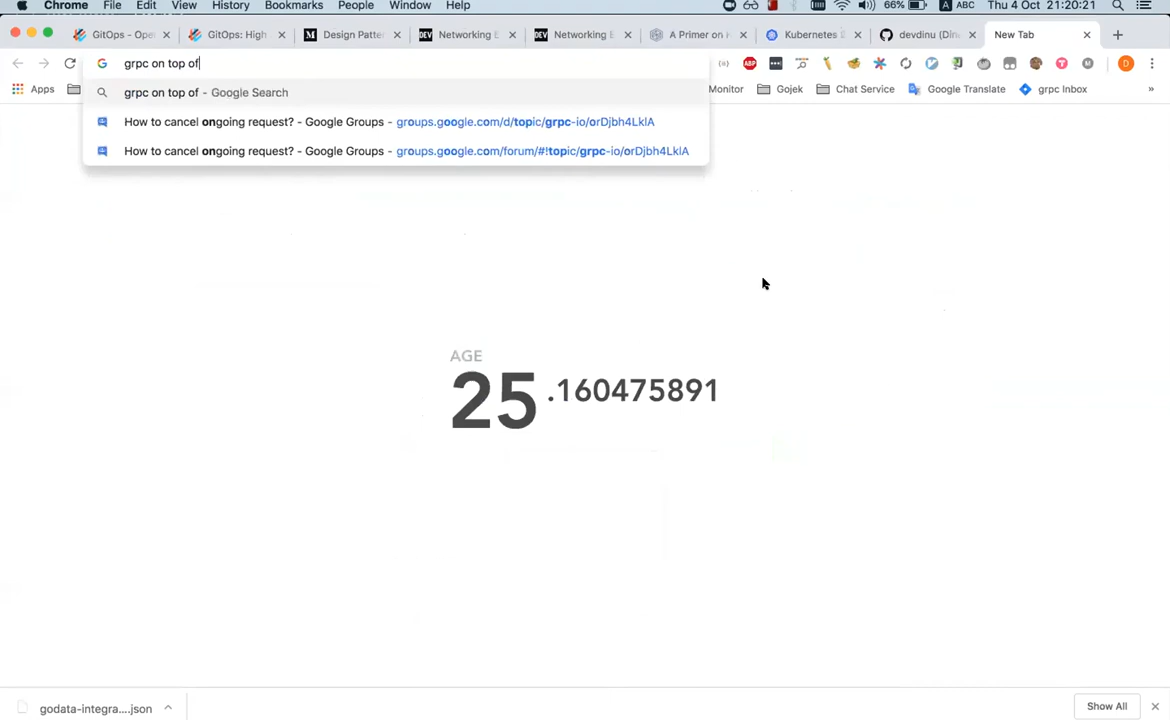 Chrome File Edit View History Bookmarks People Window Help 66% A ABC Thu 4 Oct 21:20:21
GitOps - Ope GitOps: High Design Patte Networking Networking A Primer on Kubernetes devdinu (Din New Tab
grpc on top of
grpc on top of - Google Search
How to cancel ongoing request? - Google Groups - groups.google.com/d/topic/grpc-io/orDjbh4LklA
How to cancel ongoing request? - Google Groups - groups.google.com/forum/#!topic/grpc-io/orDjbh4LklA
Apps Monitor Gojek Chat Service Google Translate grpc Inbox
AGE
25.160475891
godata-integra....json Show All